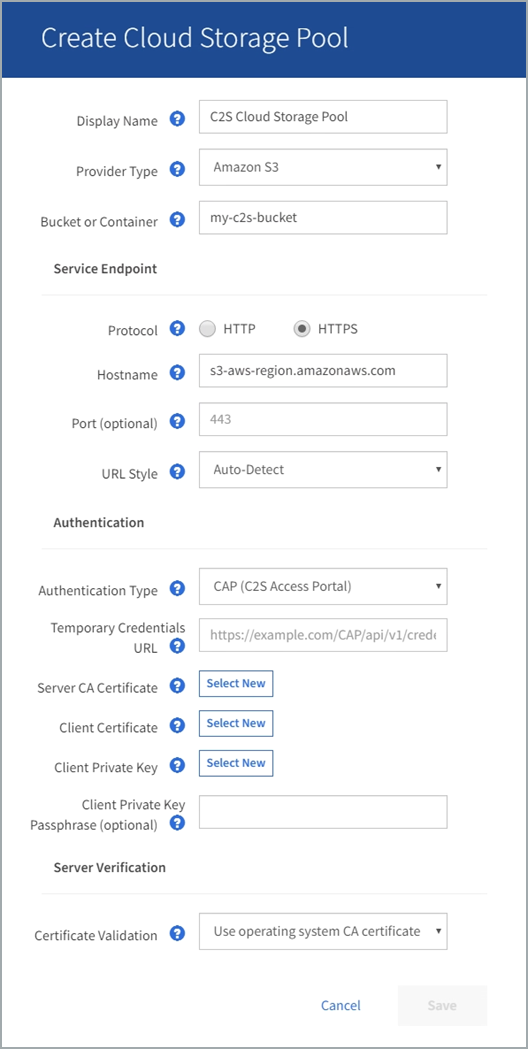 Create Cloud Storage Pool
Display Name ? C2S Cloud Storage Pool
Provider Type ? Amazon S3
Bucket or Container ? my-c2s-bucket
Service Endpoint
Protocol ? HTTP HTTPS
Hostname ? s3-aws-region.amazonaws.com
Port (optional) ? 443
URL Style ? Auto-Detect
Authentication
Authentication Type ? CAP (C2S Access Portal)
Temporary Credentials
URL ? https://example.com/CAP/api/v1/crede
Server CA Certificate ? Select New
Client Certificate ? Select New
Client Private Key ? Select New
Client Private Key
Passphrase (optional) ?
Server Verification
Certificate Validation ? Use operating system CA certificate
Cancel Save